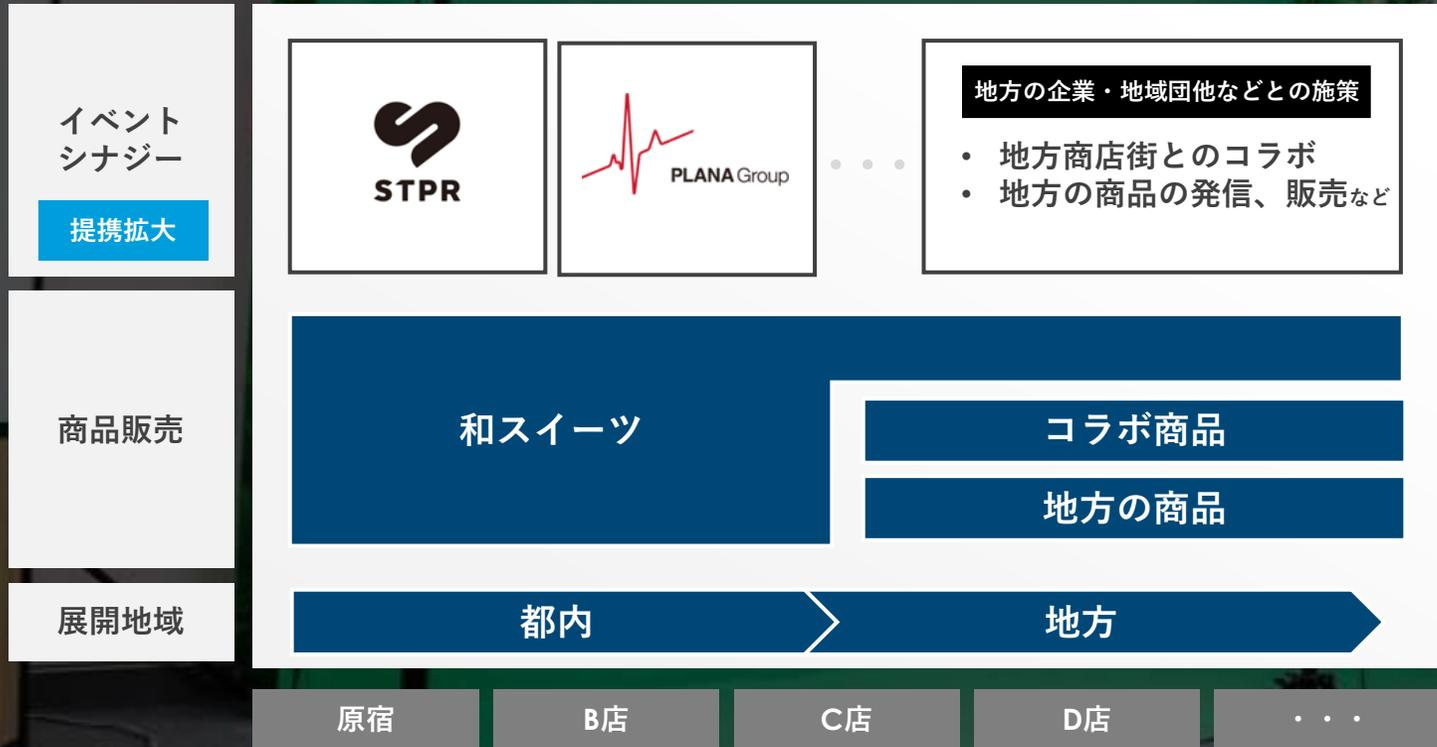 イベント
シナジー
提携拡大
STPR
PLANA Group
・・・
地方の企業・地域団他などとの施策
• 地方商店街とのコラボ
• 地方の商品の発信、販売など
商品販売
和スイーツ
コラボ商品
地方の商品
展開地域
都内
地方
原宿
B店
C店
D店
・・・